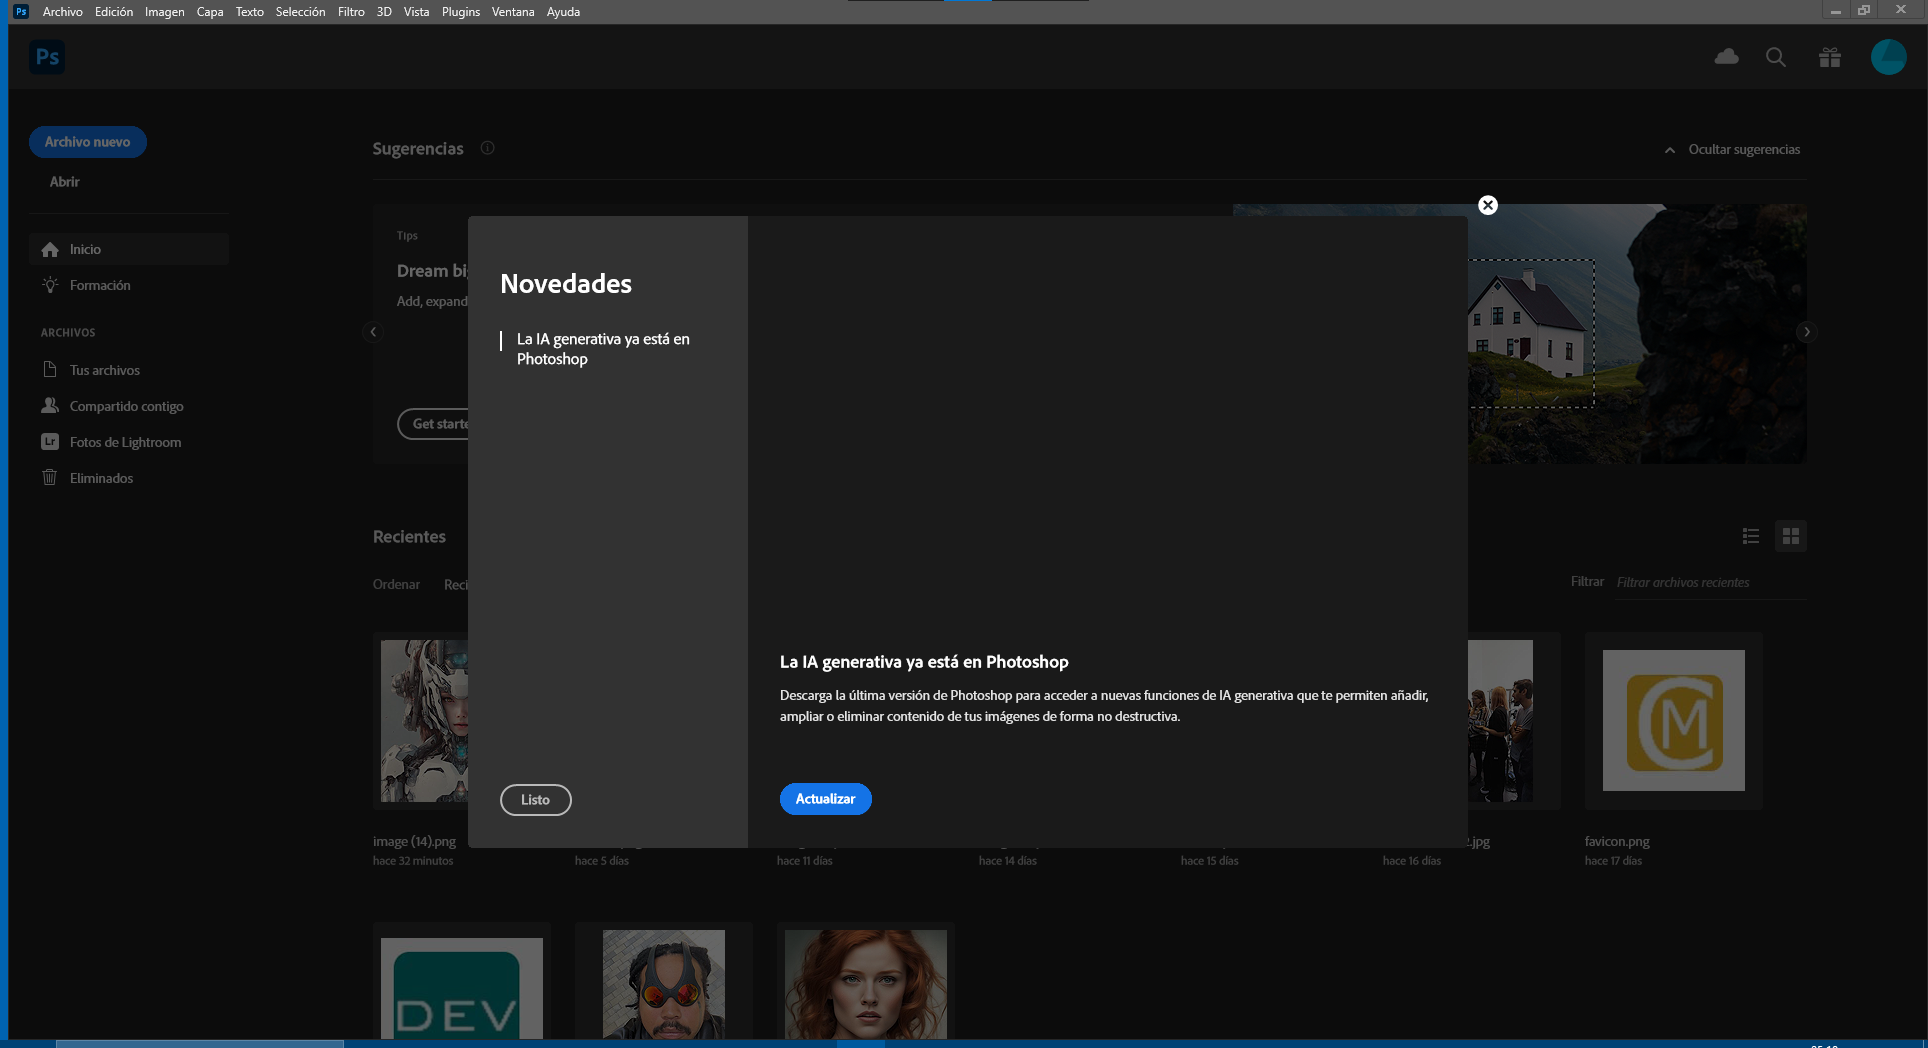 Ps Archivo Edición Imagen Capa Texto Selección Filtro 3D Vista Plugins Ventana Ayuda
Ps
Archivo nuevo
Abrir
Inicio
Formación
ARCHIVOS
Tus archivos
Compartido contigo
Lr Fotos de Lightroom
Eliminados
Sugerencias
Ocultar sugerencias
Tips
Dream
Add, expand
Get
Novedades
La IA generativa ya está en
Photoshop
Listo
La IA generativa ya está en Photoshop
Descarga la última versión de Photoshop para acceder a nuevas funciones de IA generativa que te permiten añadir,
ampliar o eliminar contenido de tus imágenes de forma no destructiva.
Actualizar
Recientes
Ordenar
Filtrar Filtrar archivos recientes
CM
image (14).png
.jpg
favicon.png
hace 32 minutos
hace 5 días
hace 11 días
hace 14 días
hace 15 días
hace 16 días
hace 17 días
DEV